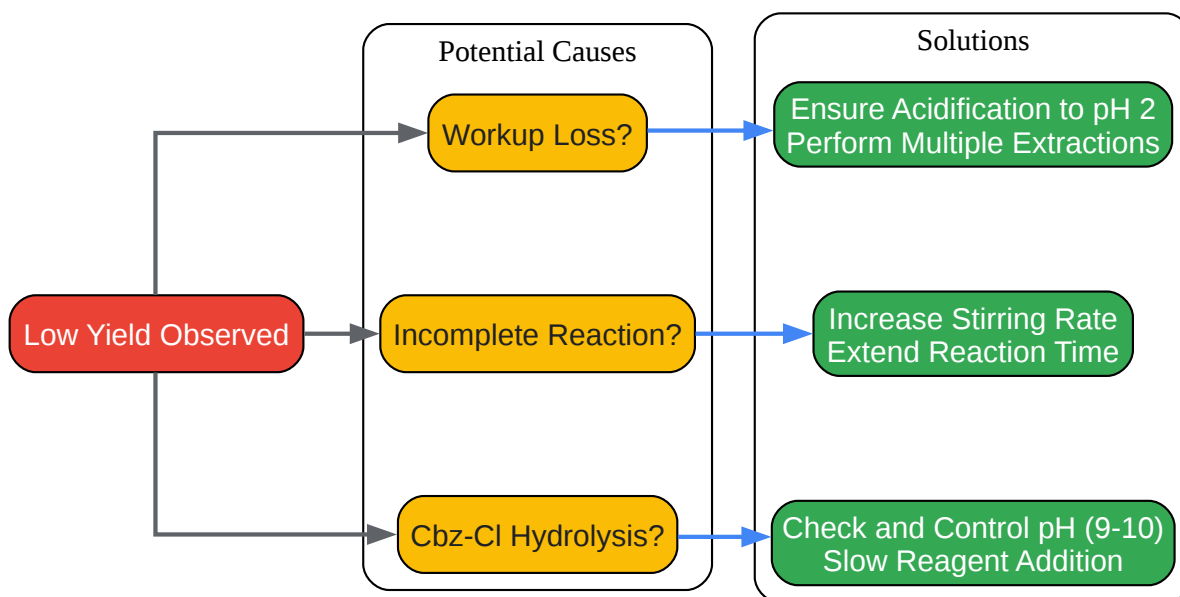 Potential Causes
Solutions
Workup Loss?
Ensure Acidification to pH 2
Perform Multiple Extractions
Low Yield Observed
Incomplete Reaction?
Increase Stirring Rate
Extend Reaction Time
Cbz-Cl Hydrolysis?
Check and Control pH (9-10)
Slow Reagent Addition